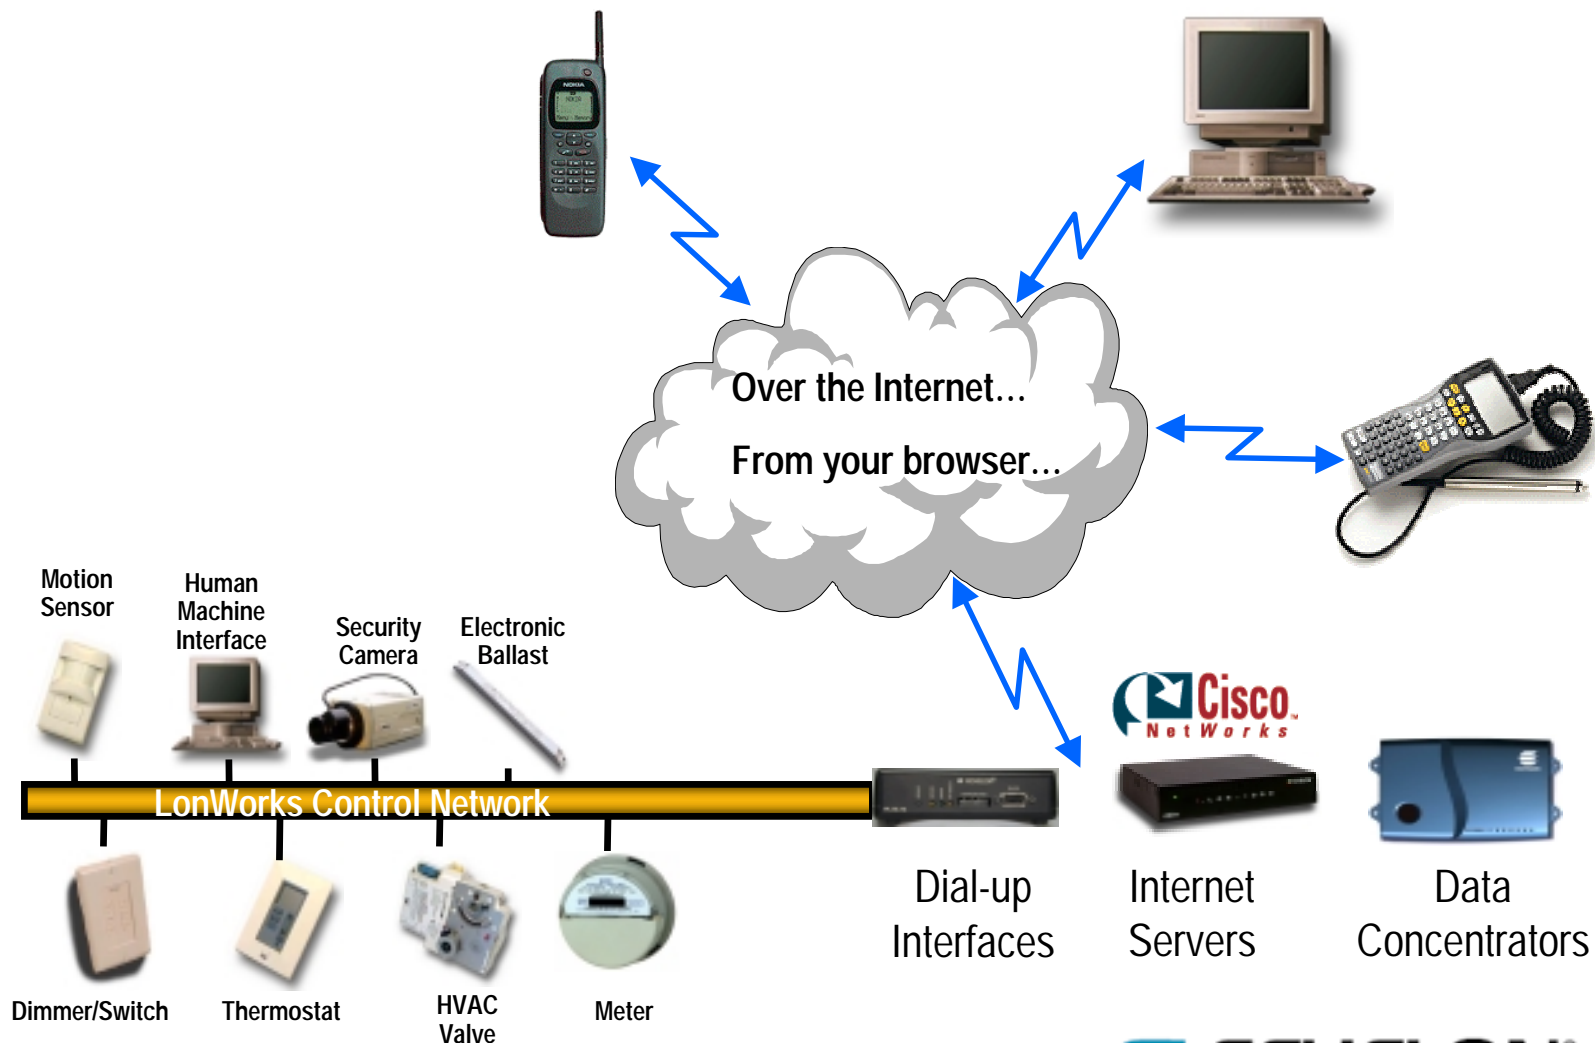 NOKIA
Over the Internet...
From your browser...
Motion
Sensor
Human
Machine
Interface
Security
Camera
Electronic
Ballast
Cisco
NetWorks
LonWorks Control Network
Dial-up
Interfaces
Internet
Servers
Data
Concentrators
Dimmer/Switch
Thermostat
HVAC
Valve
Meter